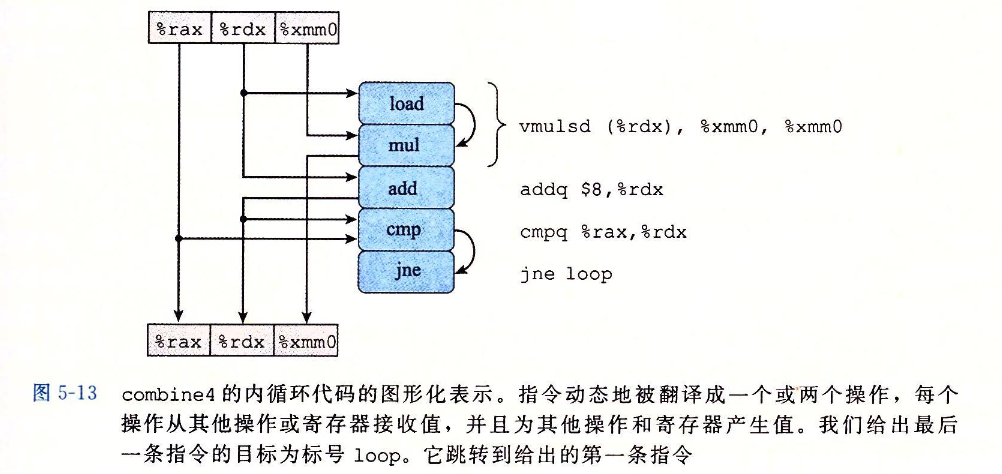 %rax %rdx %xmm0
load
mul
vmulsd (%rdx), %xmm0, %xmm0
add
addq $8,%rdx
cmp
cmpq %rax,%rdx
jne
jne loop
%rax %rdx %xmm0
图 5-13 combine4 的内循环代码的图形化表示。指令动态地被翻译成一个或两个操作，每个
操作从其他操作或寄存器接收值，并且为其他操作和寄存器产生值。我们给出最后
一条指令的目标为标号 loop。它跳转到给出的第一条指令